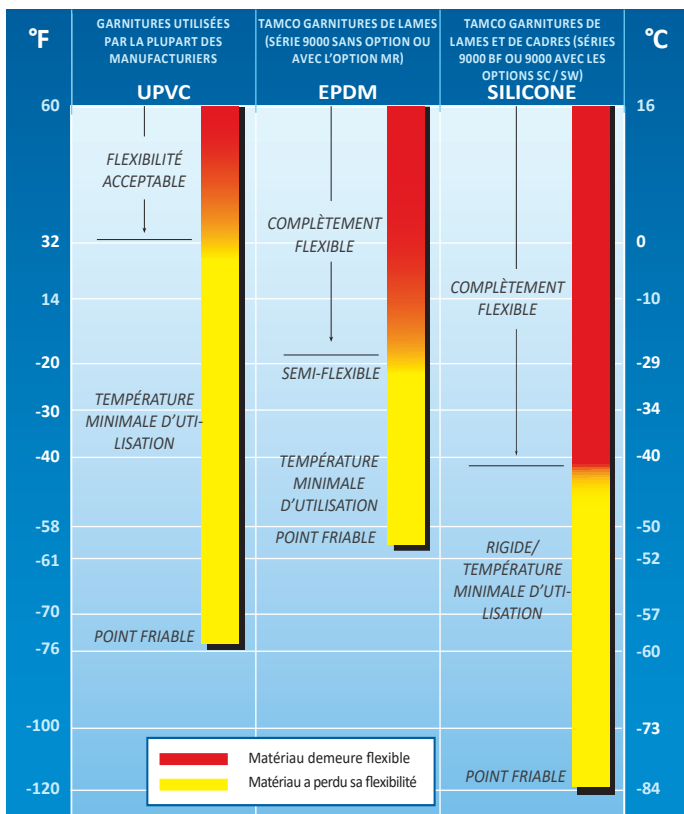 °F
GARNITURES UTILISÉES
PAR LA PLUPART DES
MANUFACTURIERS
UPVC
TAMCO GARNITURES DE LAMES
(SÉRIE 9000 SANS OPTION OU
AVEC L'OPTION MR)
EPDM
TAMCO GARNITURES DE
LAMES ET DE CADRES (SÉRIES
9000 BF OU 9000 AVEC LES
OPTIONS SC / SW)
SILICONE
°C
60
32
14
-20
-30
-40
-58
-61
-70
-76
-100
-120
FLEXIBILITÉ
ACCEPTABLE
TEMPÉRATURE
MINIMALE D'UTI-
LISATION
POINT FRIABLE
COMPLÈTEMENT
FLEXIBLE
SEMI-FLEXIBLE
TEMPÉRATURE
MINIMALE
D'UTILISATION
POINT FRIABLE
COMPLÈTEMENT
FLEXIBLE
RIGIDE/
TEMPÉRATURE
MINIMALE D'UTI-
LISATION
POINT FRIABLE
16
0
-10
-29
-34
-40
-50
-52
-57
-60
-73
-84
Matériau demeure flexible
Matériau a perdu sa flexibilité